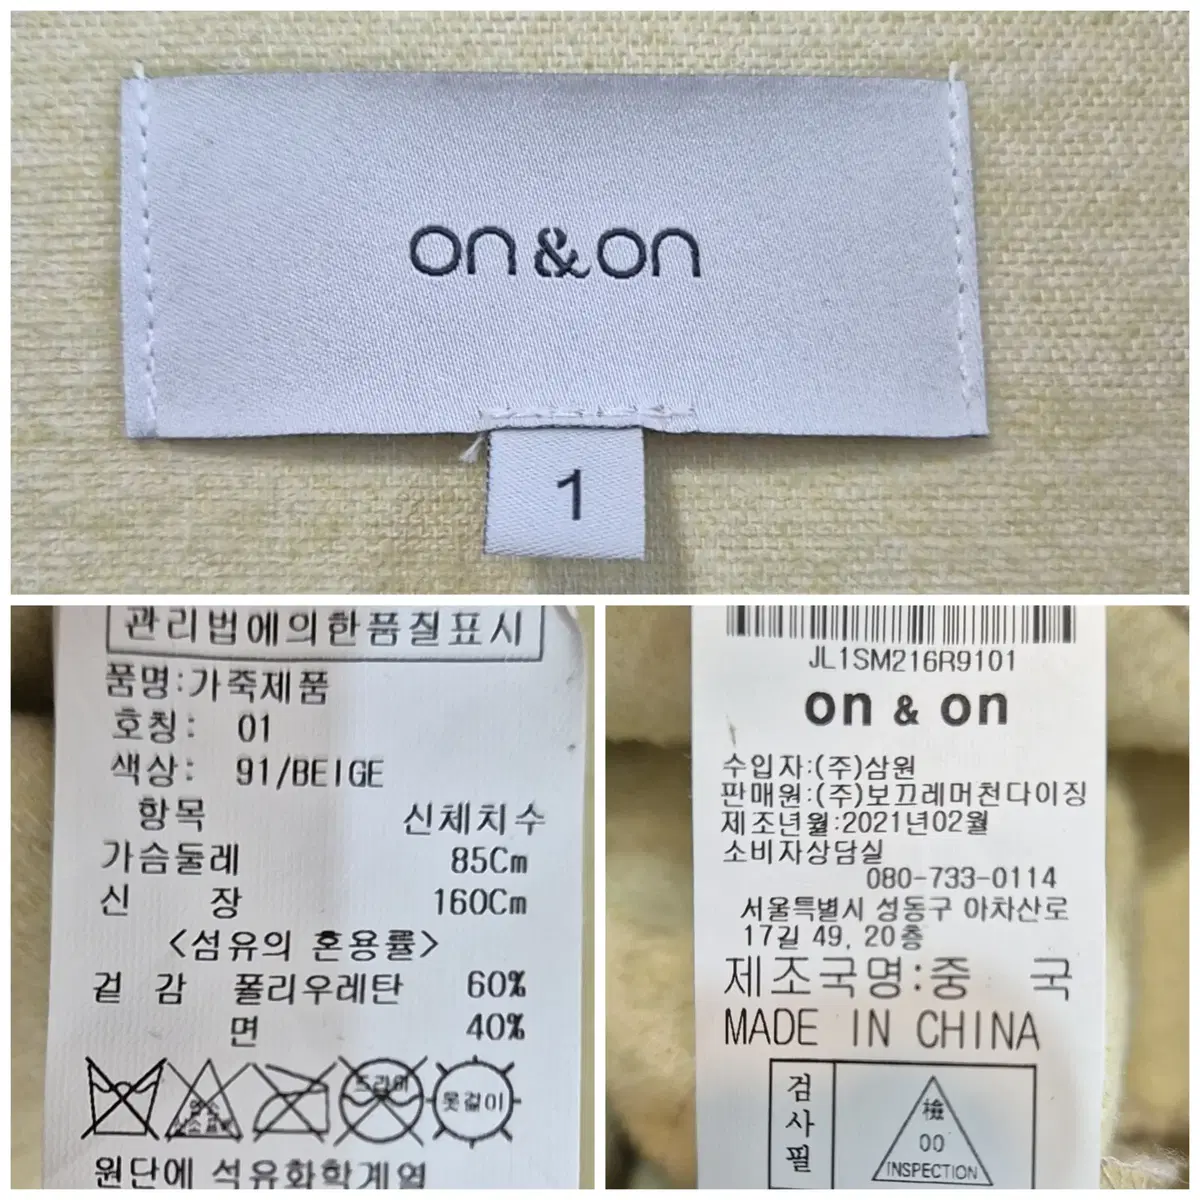 on & on
1
관리법에의한품질표시
품명:가죽제품
호칭: 01
색상: 91/BEIGE
항목 신체치수
가슴둘레 85Cm
신 장 160Cm
<섬유의 혼용률>
겉 감 폴리우레탄 60%
면 40%
드라이
옷걸이
원단에 석유화학계열
JL1SM216R9101
on & on
수입자:(주)삼원
판매원:(주)보끄레머천다이징
제조년월:2021년02월
소비자상담실
080-733-0114
서울특별시 성동구 아차산로
17길 49, 20층
제조국명:중 국
MADE IN CHINA
검사필
檢
00
INSPECTION